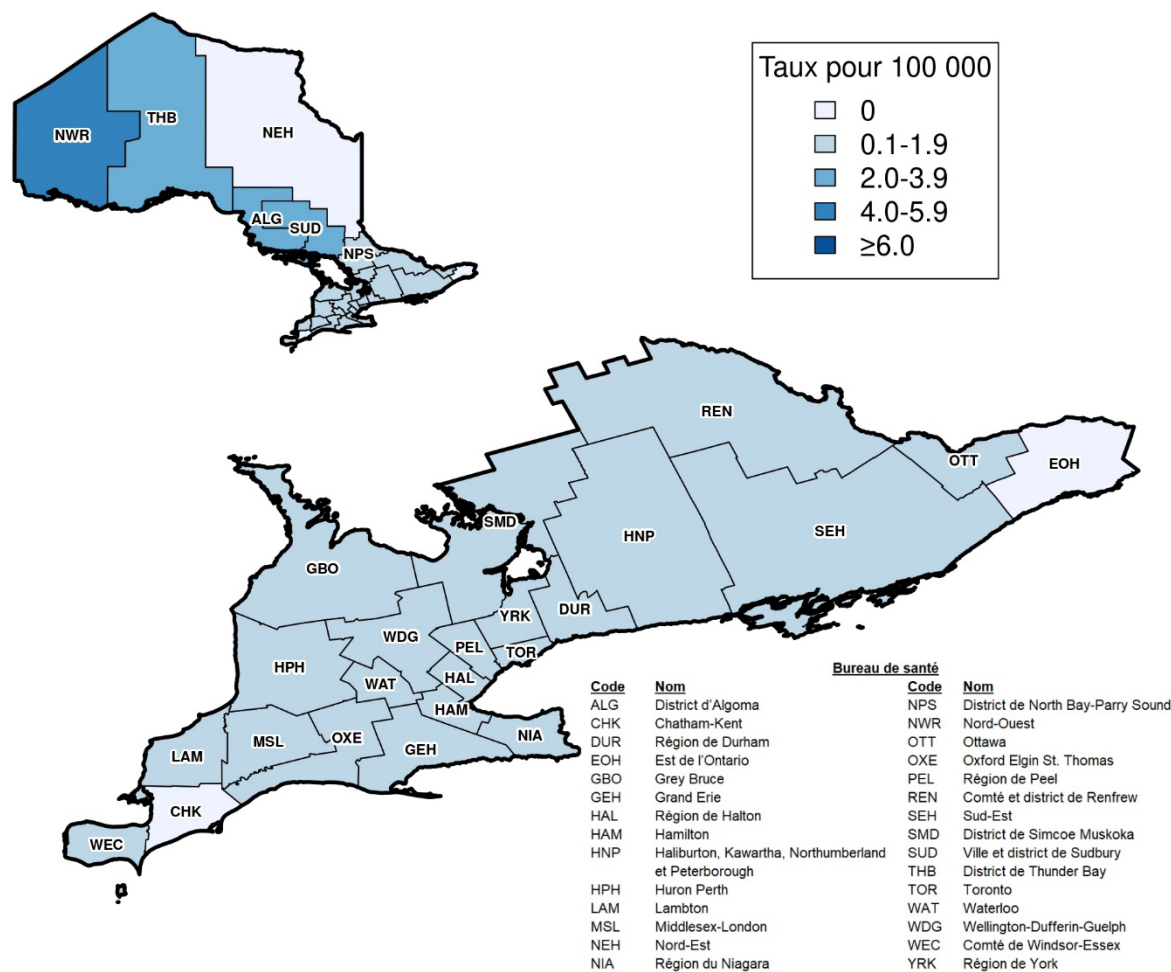 Taux pour 100 000
0
0.1-1.9
2.0-3.9
4.0-5.9
≥6.0
NWR
THB
NEH
ALG
SUD
NPS
REN
OTT
EOH
SMD
HNP
SEH
GBO
YRK
DUR
WDG
PEL
TOR
HPH
WAT
HAL
HAM
LAM
MSL
OXE
GEH
NIA
CHK
WEC
Bureau de santé
Code Nom
ALG District d’Algoma
CHK Chatham-Kent
DUR Région de Durham
EOH Est de l’Ontario
GBO Grey Bruce
GEH Grand Erie
HAL Région de Halton
HAM Hamilton
HNP Haliburton, Kawartha, Northumberland
et Peterborough
HPH Huron Perth
LAM Lambton
MSL Middlesex-London
NEH Nord-Est
NIA Région du Niagara
Code Nom
NPS District de North Bay-Parry Sound
NWR Nord-Ouest
OTT Ottawa
OXE Oxford Elgin St. Thomas
PEL Région de Peel
REN Comté et district de Renfrew
SEH Sud-Est
SMD District de Simcoe Muskoka
SUD Ville et district de Sudbury
THB District de Thunder Bay
TOR Toronto
WAT Waterloo
WDG Wellington-Dufferin-Guelph
WEC Comté de Windsor-Essex
YRK Région de York